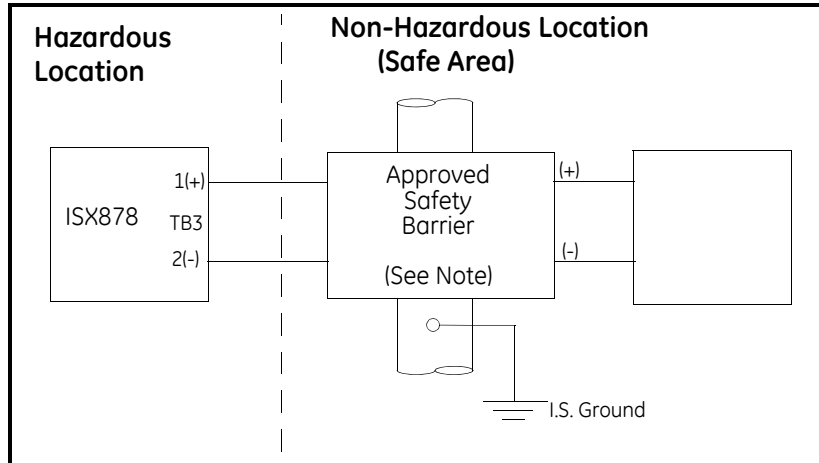 Hazardous
Location
Non-Hazardous Location
(Safe Area)
1(+)
ISX878
TB3
2(-)
Approved
Safety
Barrier
(See Note)
(+)
(-)
I.S. Ground